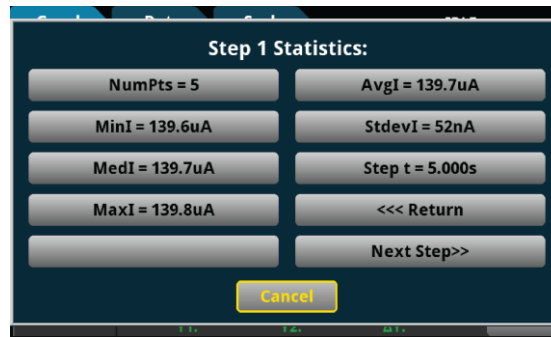 Step 1 Statistics:
NumPts = 5
AvgI = 139.7uA
MinI = 139.6uA
StdevI = 52nA
MedI = 139.7uA
Step t = 5.000s
MaxI = 139.8uA
<<< Return
Next Step>>
Cancel